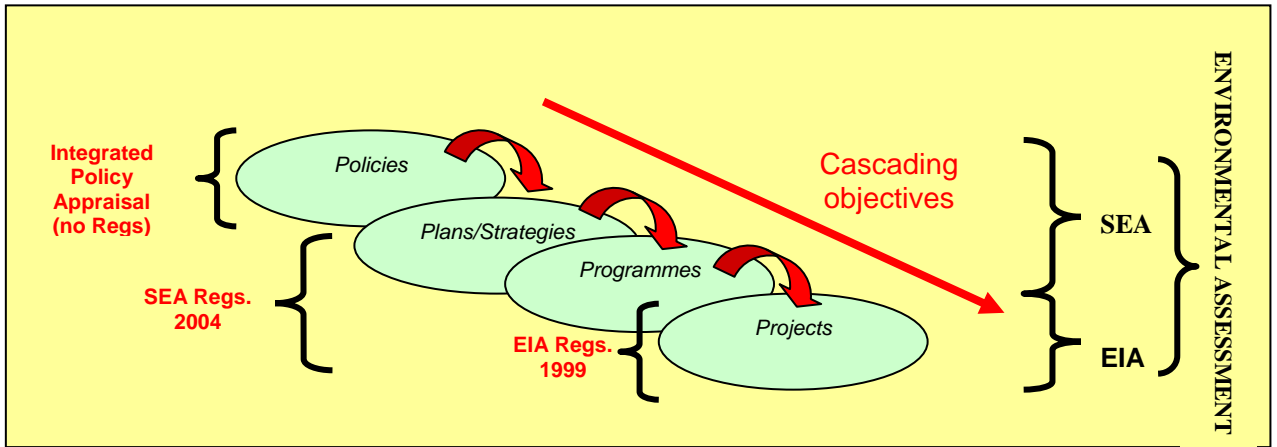 Integrated
Policy
Appraisal
(no Regs)
Policies
Plans/Strategies
Programmes
Projects
SEA Regs.
2004
EIA Regs.
1999
Cascading
objectives
SEA
EIA
ENVIRONMENTAL ASSESSMENT